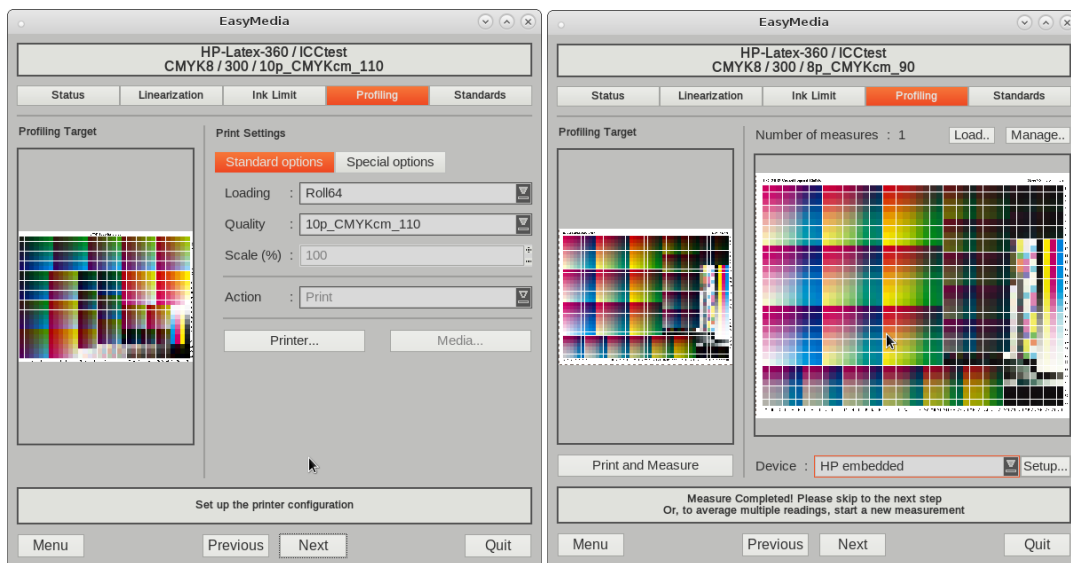 EasyMedia
HP-Latex-360 / ICCtest
CMYK8 / 300 / 10p_CMYKcm_110
Status
Linearization
Ink Limit
Profiling
Standards
Profiling Target
Print Settings
Standard options
Special options
Loading :
Roll64
Quality :
10p_CMYKcm_110
Scale (%) :
100
Action :
Print
Printer...
Media...
Set up the printer configuration
Menu
Previous
Next
Quit
EasyMedia
HP-Latex-360 / ICCtest
CMYK8 / 300 / 8p_CMYKcm_90
Status
Linearization
Ink Limit
Profiling
Standards
Profiling Target
Number of measures : 1
Load..
Manage..
Print and Measure
Device :
HP embedded
Setup...
Measure Completed! Please skip to the next step
Or, to average multiple readings, start a new measurement
Menu
Previous
Next
Quit